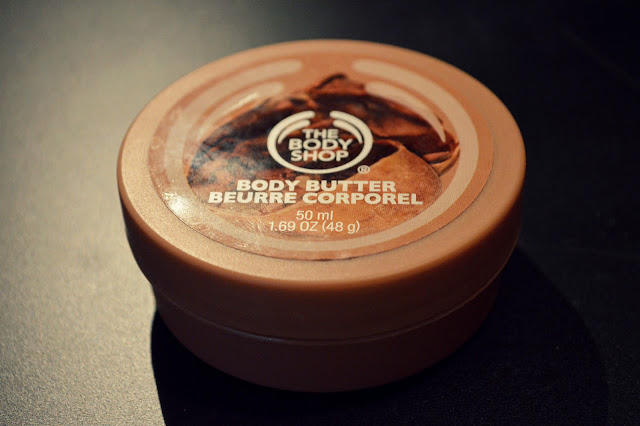 THE
BODY
SHOP
®
BODY BUTTER
BEURRE CORPOREL
50 ml
1.69 OZ (48 g)